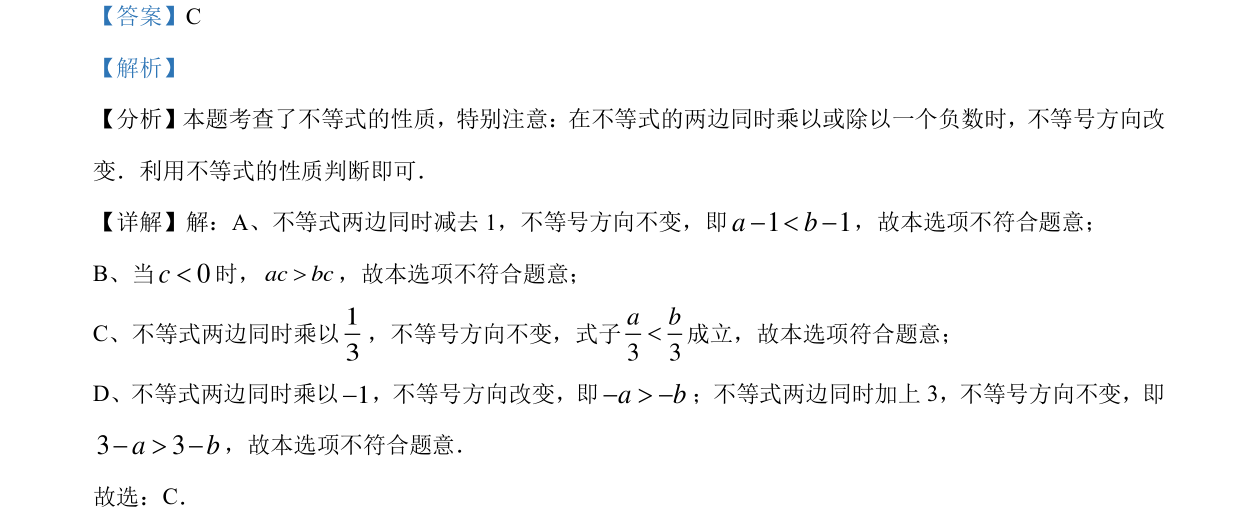 【答案】C
【解析】
【分析】本题考查了不等式的性质，特别注意：在不等式的两边同时乘以或除以一个负数时，不等号方向改
变．利用不等式的性质判断即可．
【详解】解：A、不等式两边同时减去 1，不等号方向不变，即 a−1<b−1，故本选项不符合题意；
B、当 c<0 时，ac>bc，故本选项不符合题意；
C、不等式两边同时乘以 1/3，不等号方向不变，式子 a/3<b/3 成立，故本选项符合题意；
D、不等式两边同时乘以 −1，不等号方向改变，即 −a>−b；不等式两边同时加上 3，不等号方向不变，即
3−a>3−b，故本选项不符合题意．
故选：C．